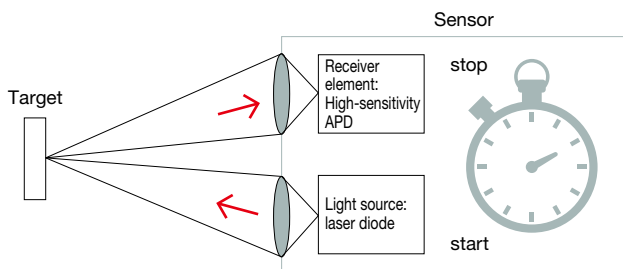 Sensor
Target
Receiver
element:
High-sensitivity
APD
stop
Light source:
laser diode
start